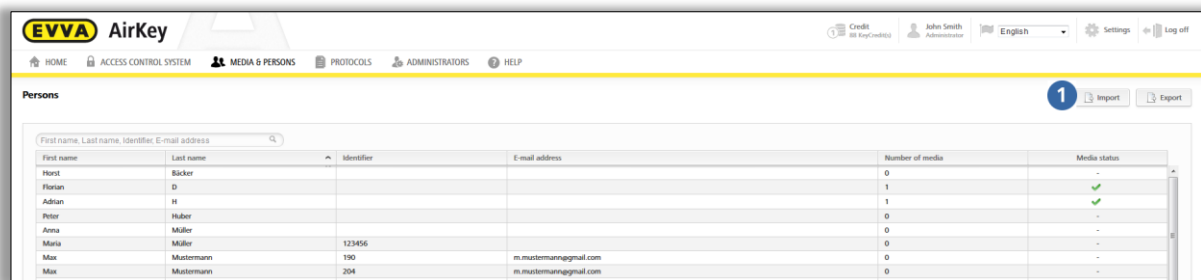 EVVA AirKey
Credit
88 KeyCredit(s)
John Smith
Administrator
English
Settings
Log off
HOME ACCESS CONTROL SYSTEM MEDIA & PERSONS PROTOCOLS ADMINISTRATORS HELP
Persons
1 Import Export
First name, Last name, Identifier, E-mail address
First name Last name Identifier E-mail address Number of media Media status
Horst Bäcker 0 -
Florian D 1
Adrian H 1
Peter Huber 0 -
Anna Müller 0 -
Maria Müller 123456 0 -
Max Mustermann 190 m.mustermann@gmail.com 0 -
Max Mustermann 204 m.mustermann@gmail.com 0 -